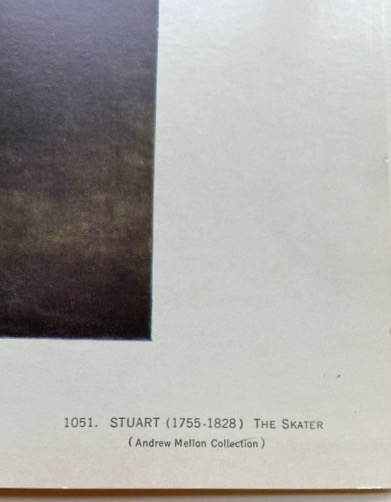 1051. STUART (1755-1828) THE SKATER
(Andrew Mellon Collection)